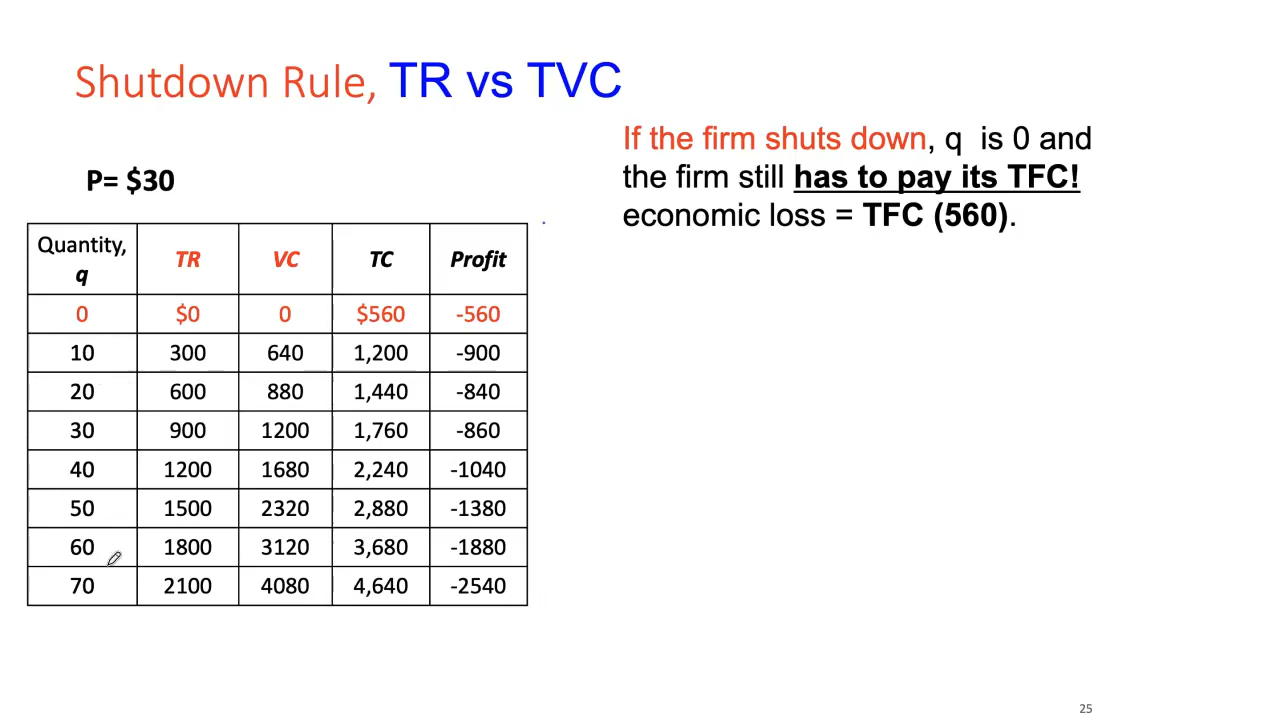 Shutdown Rule, TR vs TVC
If the firm shuts down, q is 0 and
the firm still has to pay its TFC!
economic loss = TFC (560).
P= $30
Quantity, q TR VC TC Profit
0 $0 0 $560 -560
10 300 640 1,200 -900
20 600 880 1,440 -840
30 900 1200 1,760 -860
40 1200 1680 2,240 -1040
50 1500 2320 2,880 -1380
60 1800 3120 3,680 -1880
70 2100 4080 4,640 -2540
25